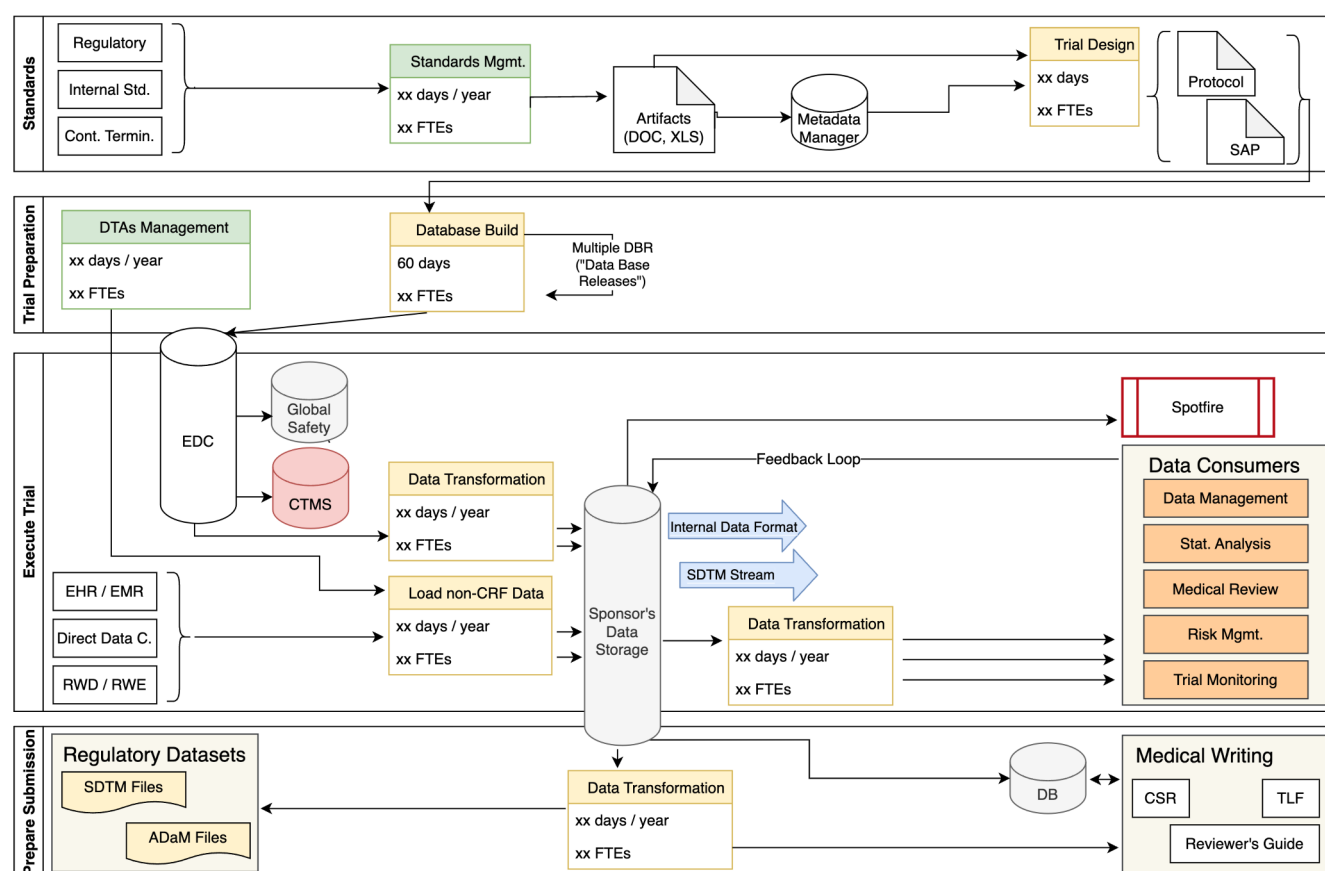 Standards
Regulatory
Internal Std.
Cont. Termin.
Standards Mgmt.
xx days / year
xx FTEs
Artifacts
(DOC, XLS)
Metadata
Manager
Trial Design
xx days
xx FTEs
Protocol
SAP
Trial Preparation
DTAs Management
xx days / year
xx FTEs
Database Build
60 days
xx FTEs
Multiple DBR
("Data Base
Releases")
Execute Trial
EDC
Global
Safety
CTMS
Data Transformation
xx days / year
xx FTEs
EHR / EMR
Direct Data C.
RWD / RWE
Load non-CRF Data
xx days / year
xx FTEs
Sponsor's
Data
Storage
Spotfire
Feedback Loop
Internal Data Format
SDTM Stream
Data Transformation
xx days / year
xx FTEs
Data Consumers
Data Management
Stat. Analysis
Medical Review
Risk Mgmt.
Trial Monitoring
Prepare Submission
Regulatory Datasets
SDTM Files
ADaM Files
Data Transformation
xx days / year
xx FTEs
DB
Medical Writing
CSR
TLF
Reviewer's Guide